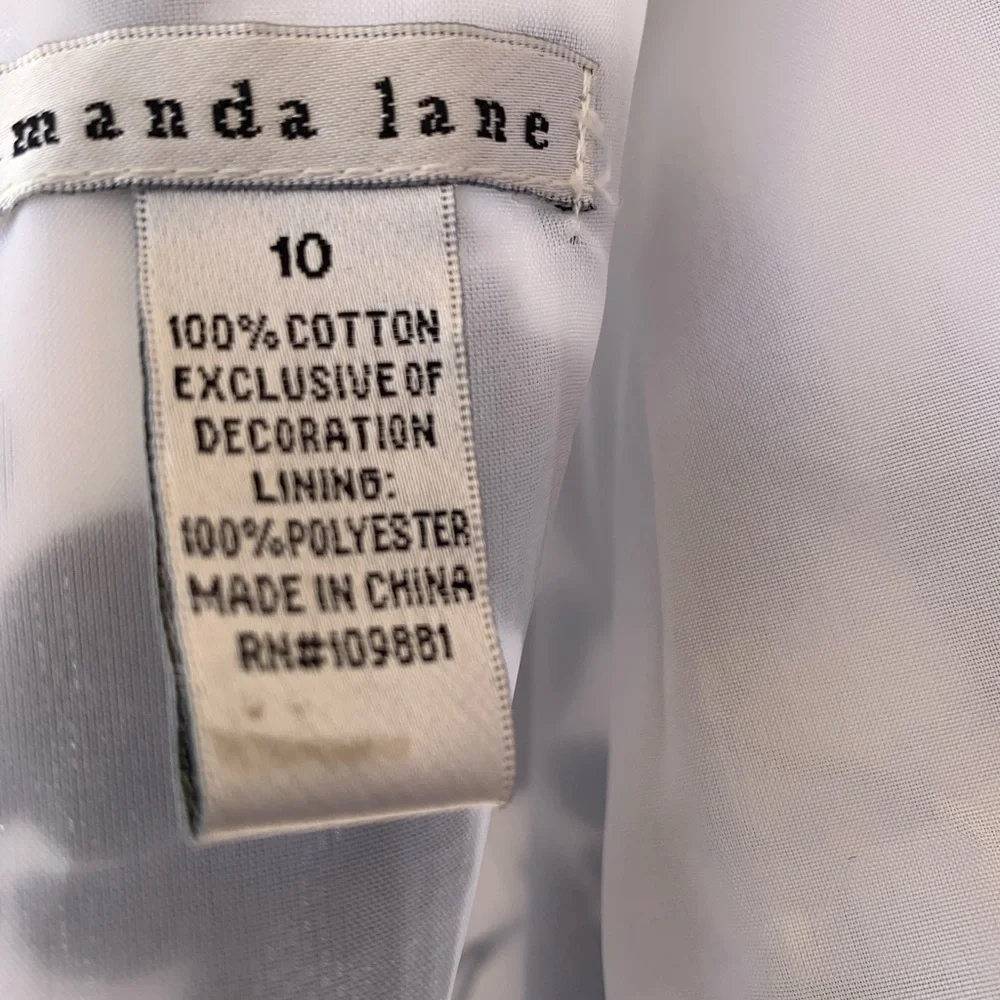 manda lane
10
100% COTTON
EXCLUSIVE OF
DECORATION
LINING:
100% POLYESTER
MADE IN CHINA
RN#109881